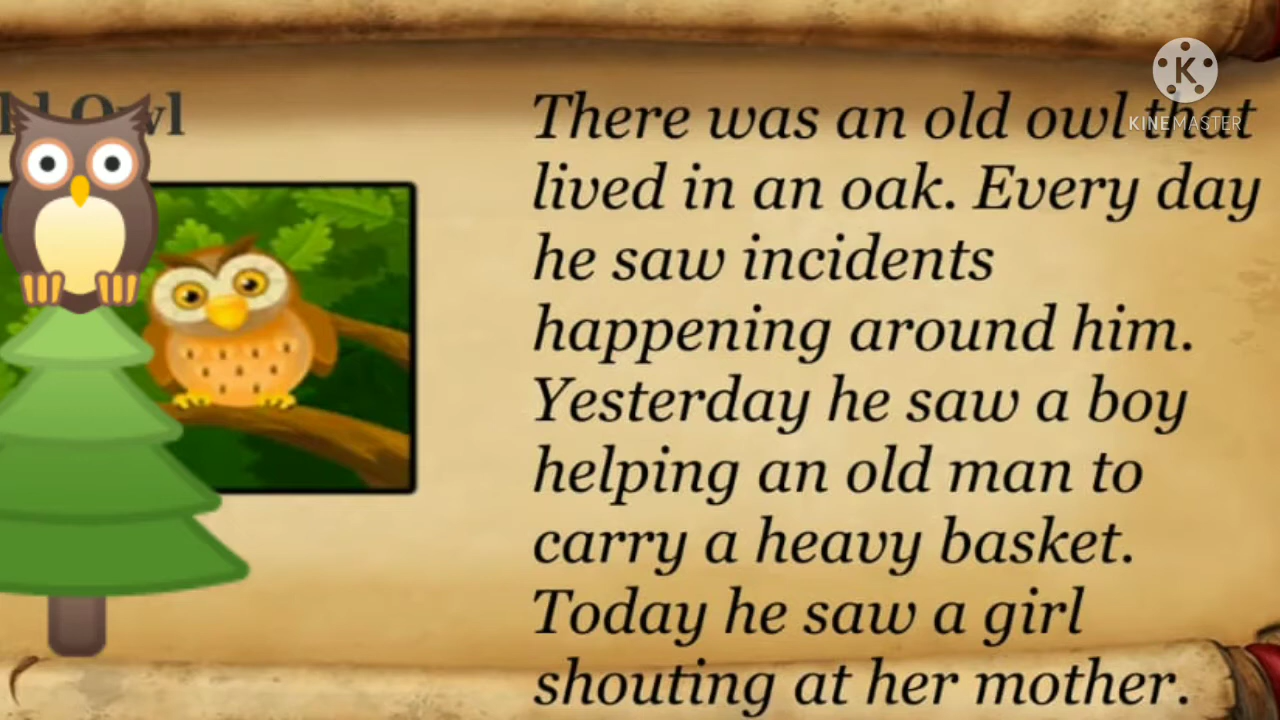 Owl
There was an old owl that
lived in an oak. Every day
he saw incidents
happening around him.
Yesterday he saw a boy
helping an old man to
carry a heavy basket.
Today he saw a girl
shouting at her mother.
K
KINEMASTER